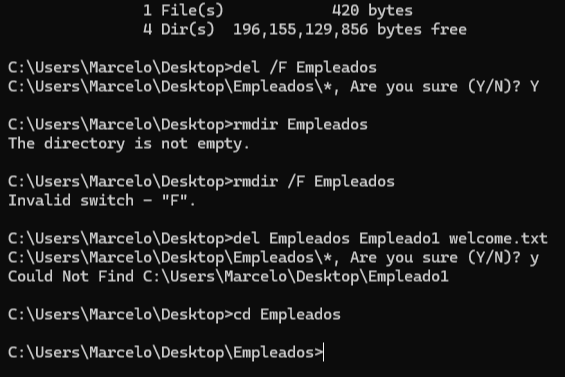 1 File(s) 420 bytes
4 Dir(s) 196,155,129,856 bytes free
C:\Users\Marcelo\Desktop>del /F Empleados
C:\Users\Marcelo\Desktop\Empleados\*, Are you sure (Y/N)? Y
C:\Users\Marcelo\Desktop>rmdir Empleados
The directory is not empty.
C:\Users\Marcelo\Desktop>rmdir /F Empleados
Invalid switch - "F".
C:\Users\Marcelo\Desktop>del Empleados Empleado1 welcome.txt
C:\Users\Marcelo\Desktop\Empleados\*, Are you sure (Y/N)? y
Could Not Find C:\Users\Marcelo\Desktop\Empleado1
C:\Users\Marcelo\Desktop>cd Empleados
C:\Users\Marcelo\Desktop\Empleados>